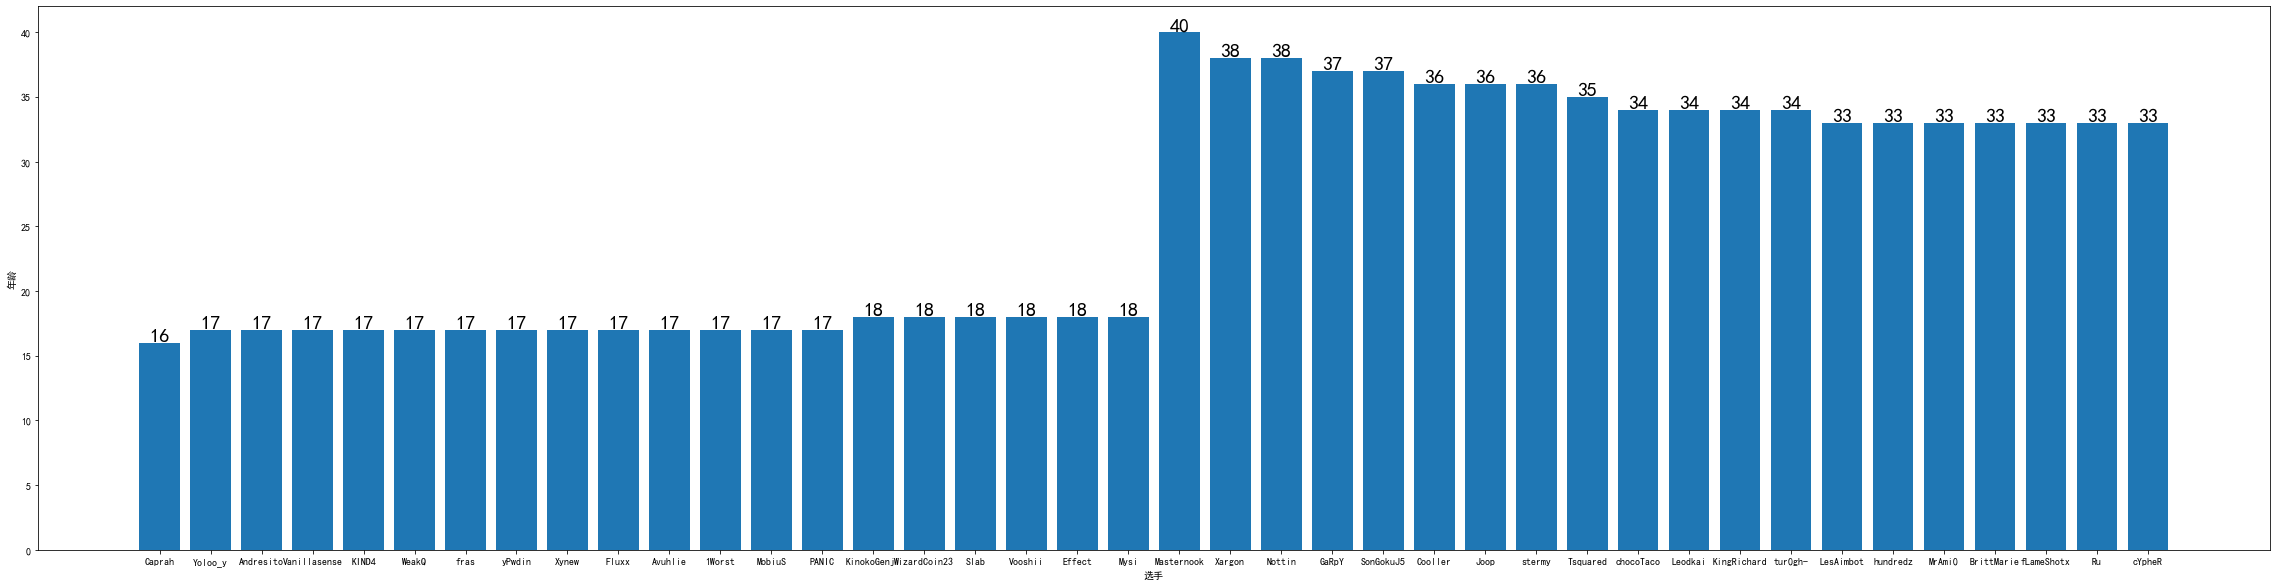 40
38 38
37 37
36 36 36
35
34 34 34 34
33 33 33 33 33 33 33
16 17 17 17 17 17 17 17 17 17 17 17 17 17 18 18 18 18 18 18
40
35
30
25
20
15
10
5
0
年龄
Caprah Yoloo_y Andresito Vanillasense KIND4 WeakQ fras yPwdin Xynew Fluxx Avuhlie 1Worst MobiuS PANIC KinokoGenj WizardCoin23 Slab Vooshii Effect Mysi Masternook Xargon Nottin GaRpY SonGokuJ5 Cooller Joop stermy Tsquared chocoTaco Leodkai KingRichard tur0gh- LesAimbot hundredz MrAmiQ BrittMarie fLameShotx Ru cYpheR
选手